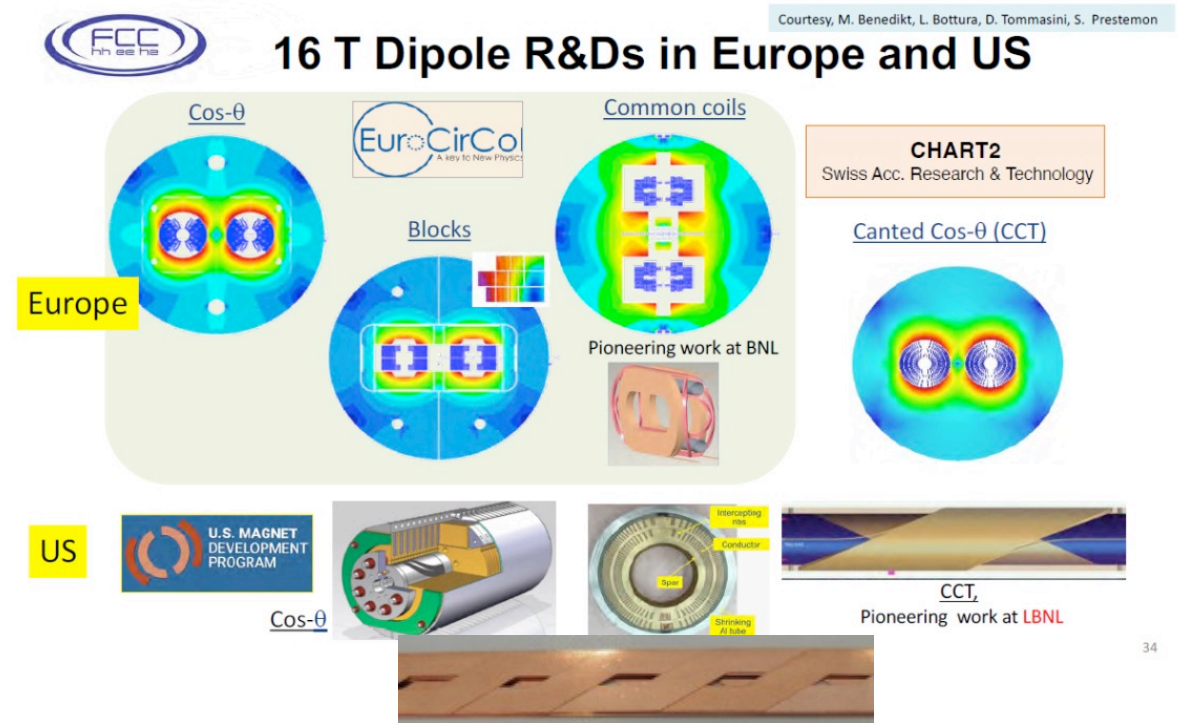 Courtesy, M. Benedikt, L. Bottura, D. Tommasini, S. Prestemon
FCC
hh ee he
16 T Dipole R&Ds in Europe and US
Cos-θ
EuroCirCol
A key to New Physics
Common coils
CHART2
Swiss Acc. Research & Technology
Blocks
Canted Cos-θ (CCT)
Europe
Pioneering work at BNL
US
U.S. MAGNET
DEVELOPMENT
PROGRAM
Cos-θ
Intercepting
ribs
Conductor
Spar
Shrinking
Al tube
CCT,
Pioneering work at LBNL
34